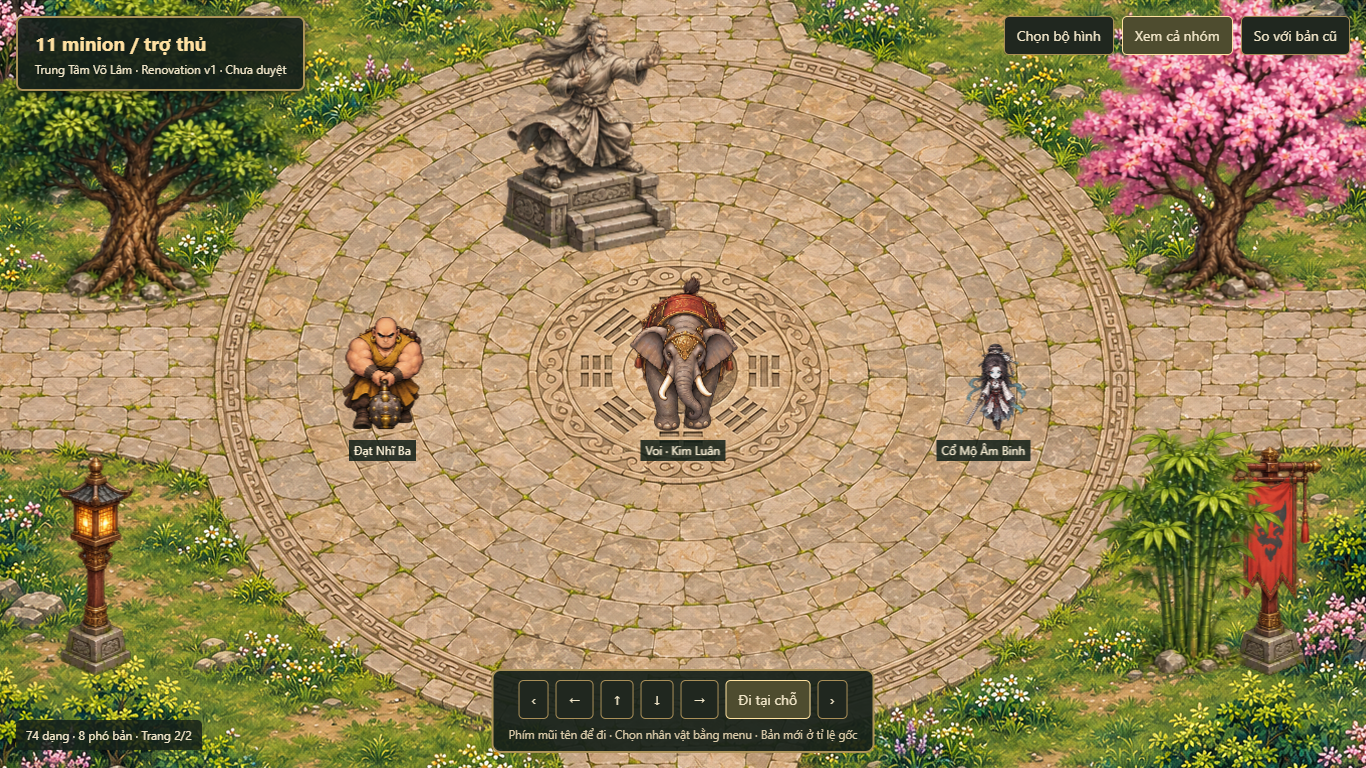 11 minion / trợ thủ
Trung Tâm Võ Lâm · Renovation v1 · Chưa duyệt
Chọn bộ hình
Xem cả nhóm
So với bản cũ
Đạt Nhĩ Ba
Voi · Kim Luân
Cổ Mộ Âm Binh
‹ ← ↑ ↓ → Đi tại chỗ ›
Phím mũi tên để đi · Chọn nhân vật bằng menu · Bản mới ở tỉ lệ gốc
74 dạng · 8 phó bản · Trang 2/2